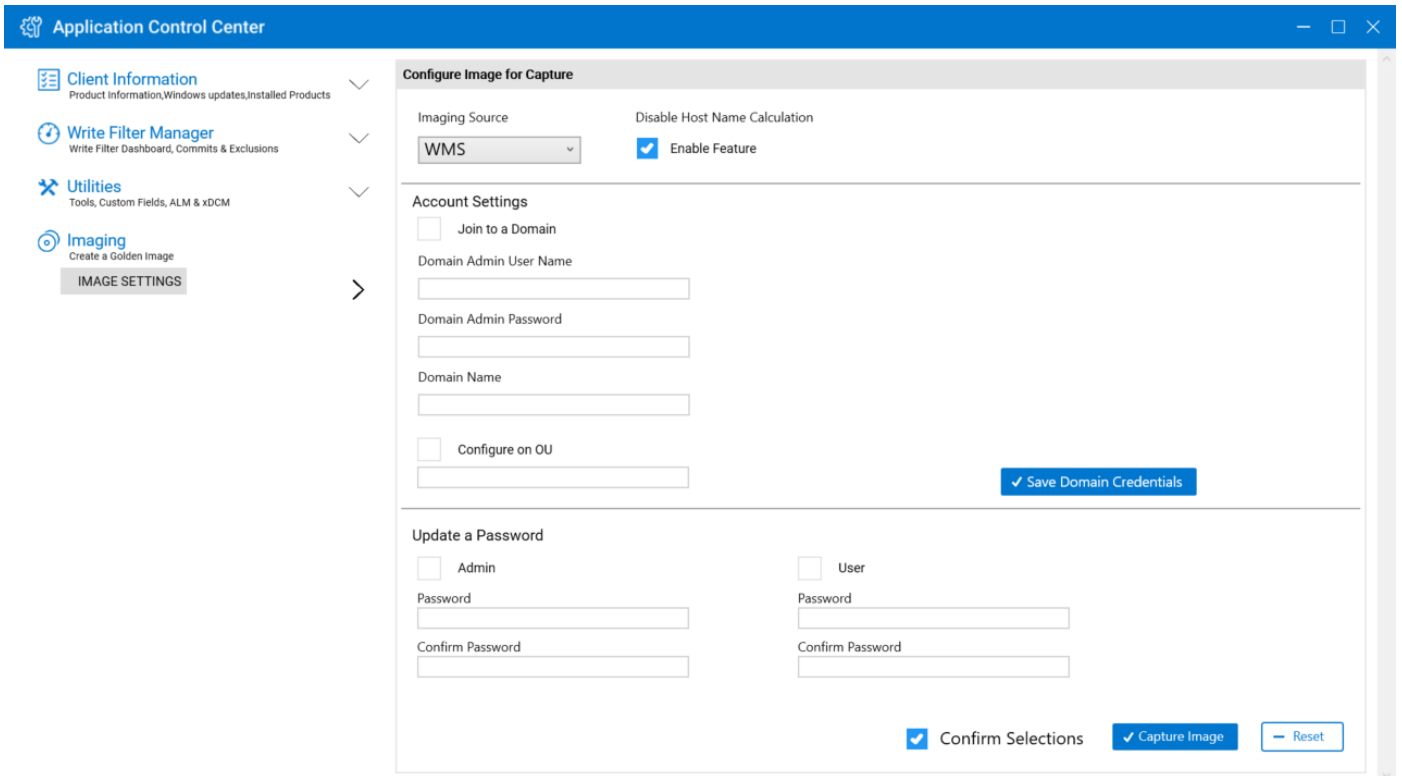 Application Control Center
Client Information
Product Information,Windows updates,Installed Products
Write Filter Manager
Write Filter Dashboard, Commits & Exclusions
Utilities
Tools, Custom Fields, ALM & xDCM
Imaging
Create a Golden Image
IMAGE SETTINGS
Configure Image for Capture
Imaging Source Disable Host Name Calculation
WMS Enable Feature
Account Settings
Join to a Domain
Domain Admin User Name
Domain Admin Password
Domain Name
Configure on OU
Save Domain Credentials
Update a Password
Admin User
Password Password
Confirm Password Confirm Password
Confirm Selections Capture Image Reset